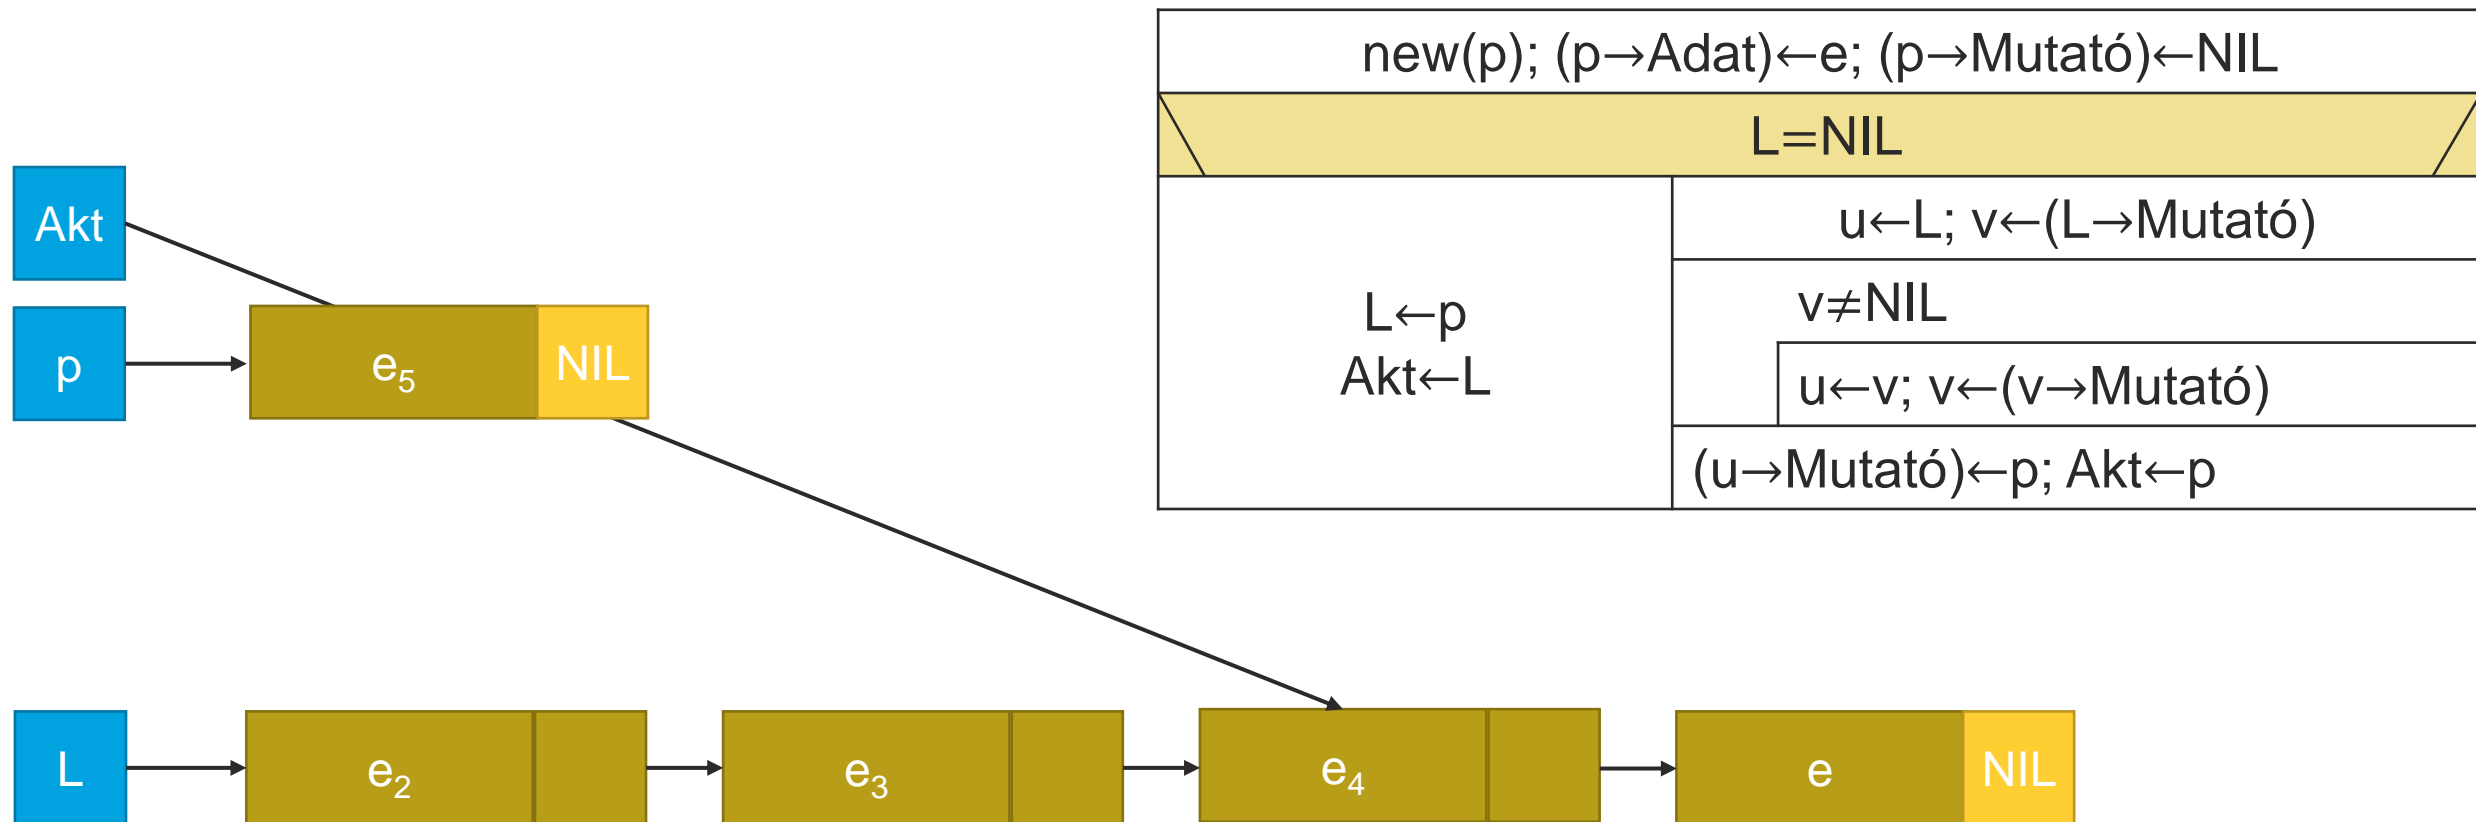 new(p); (p→Adat)←e; (p→Mutató)←NIL
L=NIL
L←p
Akt←L
u←L; v←(L→Mutató)
v≠NIL
u←v; v←(v→Mutató)
(u→Mutató)←p; Akt←p
Akt
p
e₅
NIL
L
e₂
e₃
e₄
e
NIL